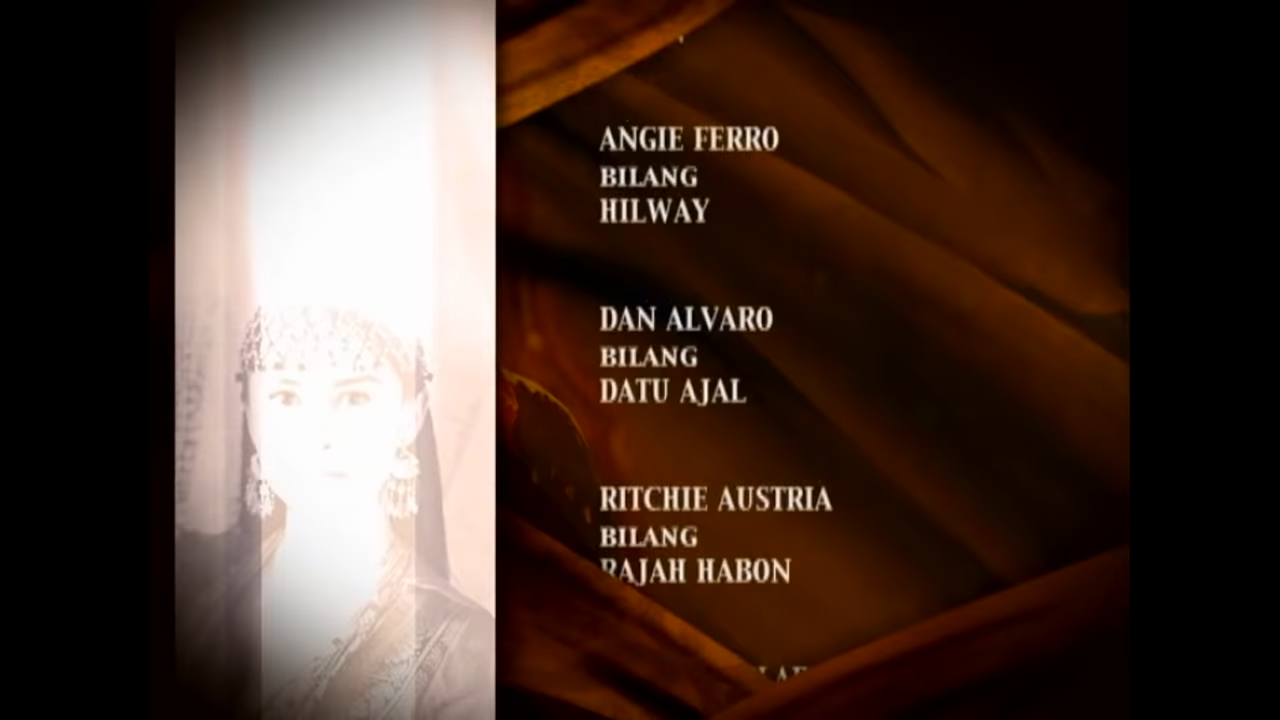 ANGIE FERRO
BILANG
HILWAY
DAN ALVARO
BILANG
DATU AJAL
RITCHIE AUSTRIA
BILANG
RAJAH HABON